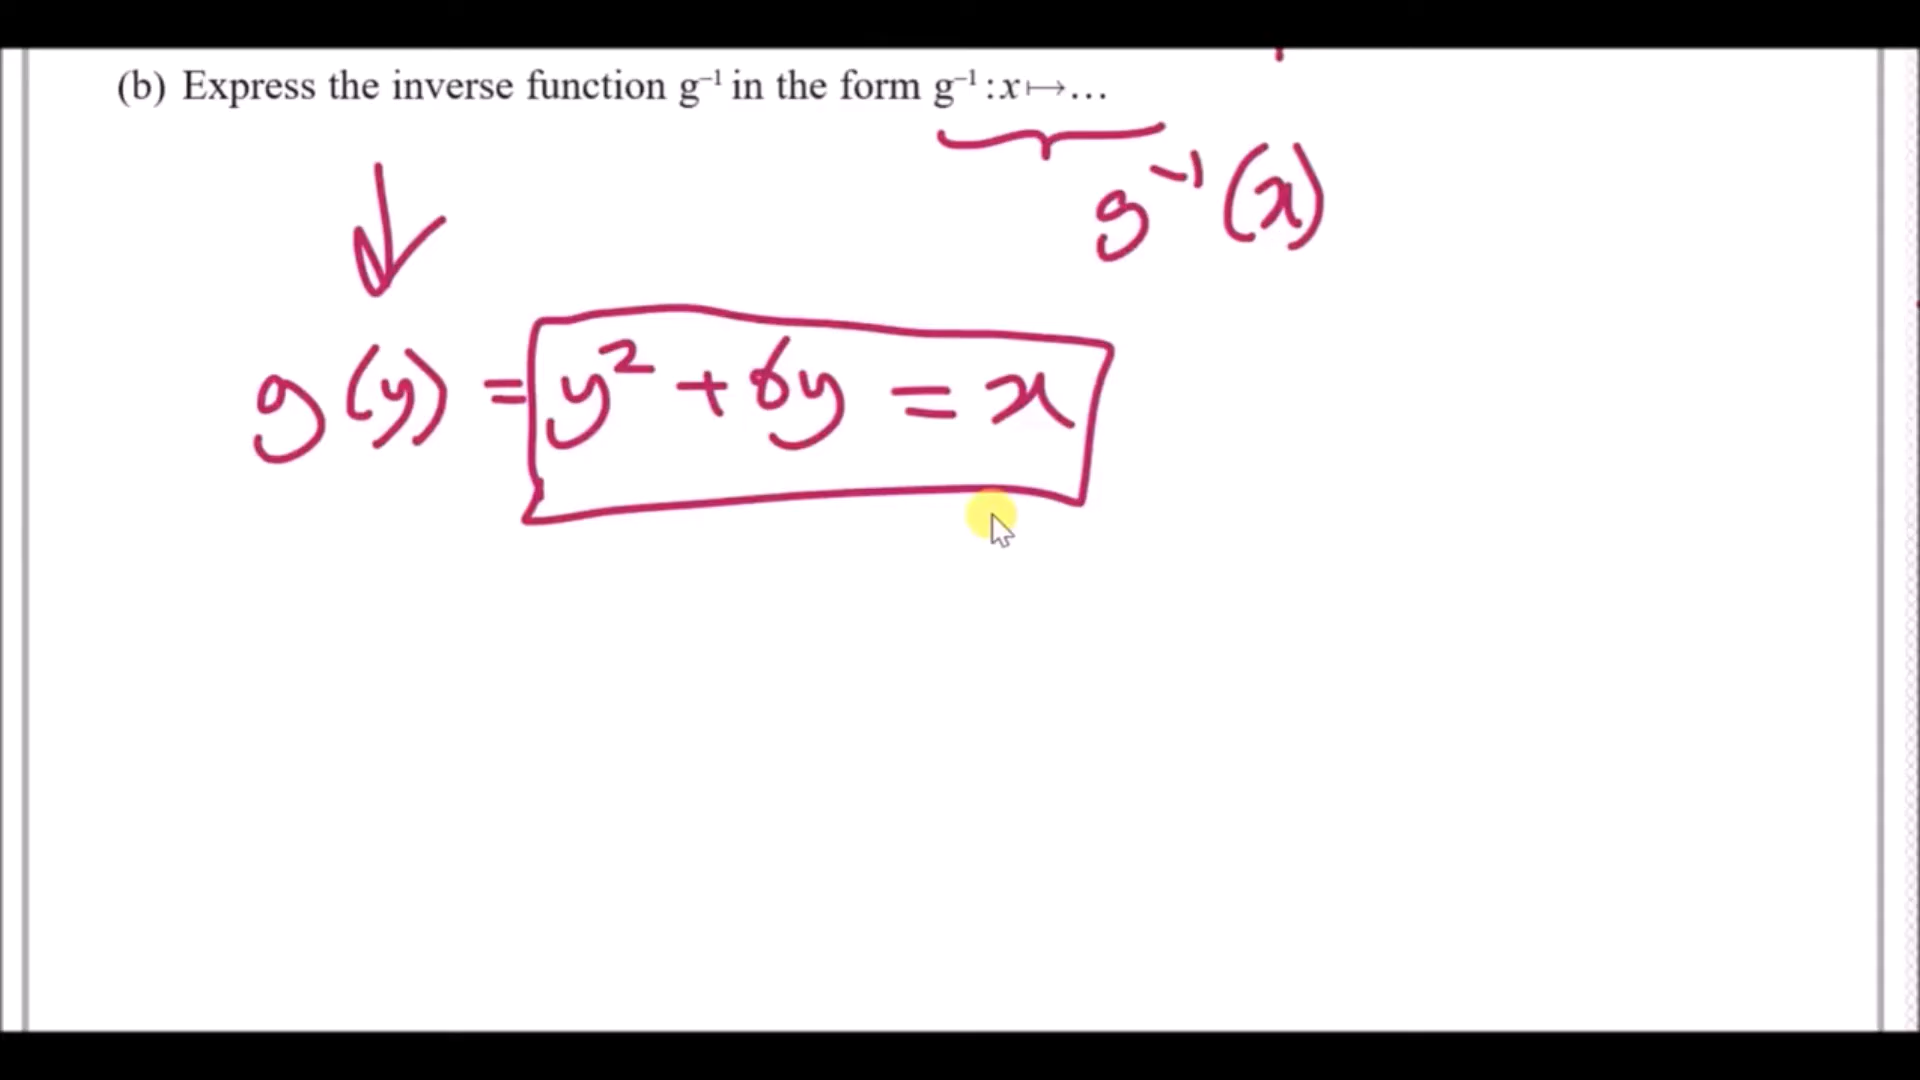 (b) Express the inverse function g⁻¹ in the form g⁻¹ : x ↦ ...
g⁻¹(x)
g(y) = y² + 6y = x